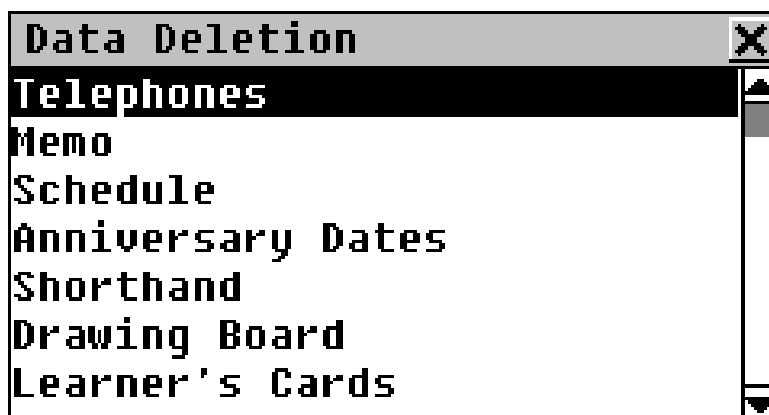 Data Deletion
Telephones
Memo
Schedule
Anniversary Dates
Shorthand
Drawing Board
Learner's Cards